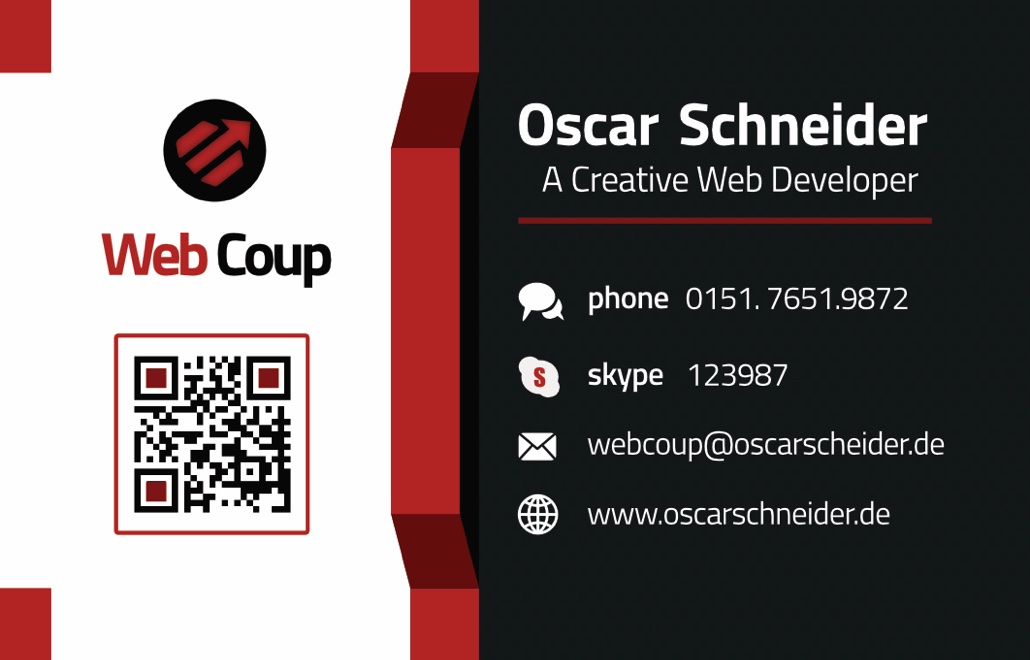 Web Coup
Oscar Schneider
A Creative Web Developer
phone 0151. 7651.9872
S
skype 123987
webcoup@oscarscheider.de
www.oscarschneider.de